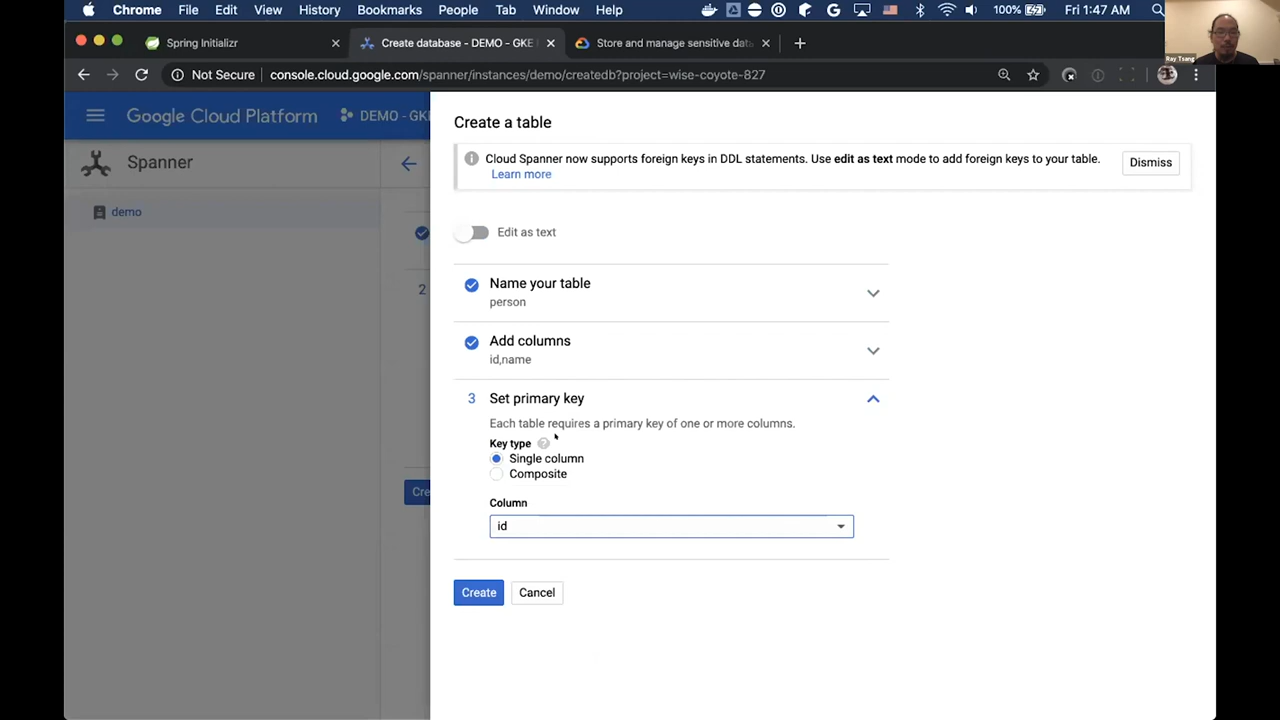 Chrome File Edit View History Bookmarks People Tab Window Help 100% Fri 1:47 AM
Spring Initializr
Create database - DEMO - GKE
Store and manage sensitive data
Not Secure console.cloud.google.com/spanner/instances/demo/createdb?project=wise-coyote-827
Ray Tsang
Google Cloud Platform DEMO - GKE
Spanner
demo
2
Cre
Create a table
Cloud Spanner now supports foreign keys in DDL statements. Use edit as text mode to add foreign keys to your table.
Learn more
Dismiss
Edit as text
Name your table
person
Add columns
id,name
3 Set primary key
Each table requires a primary key of one or more columns.
Key type ?
Single column
Composite
Column
id
Create Cancel